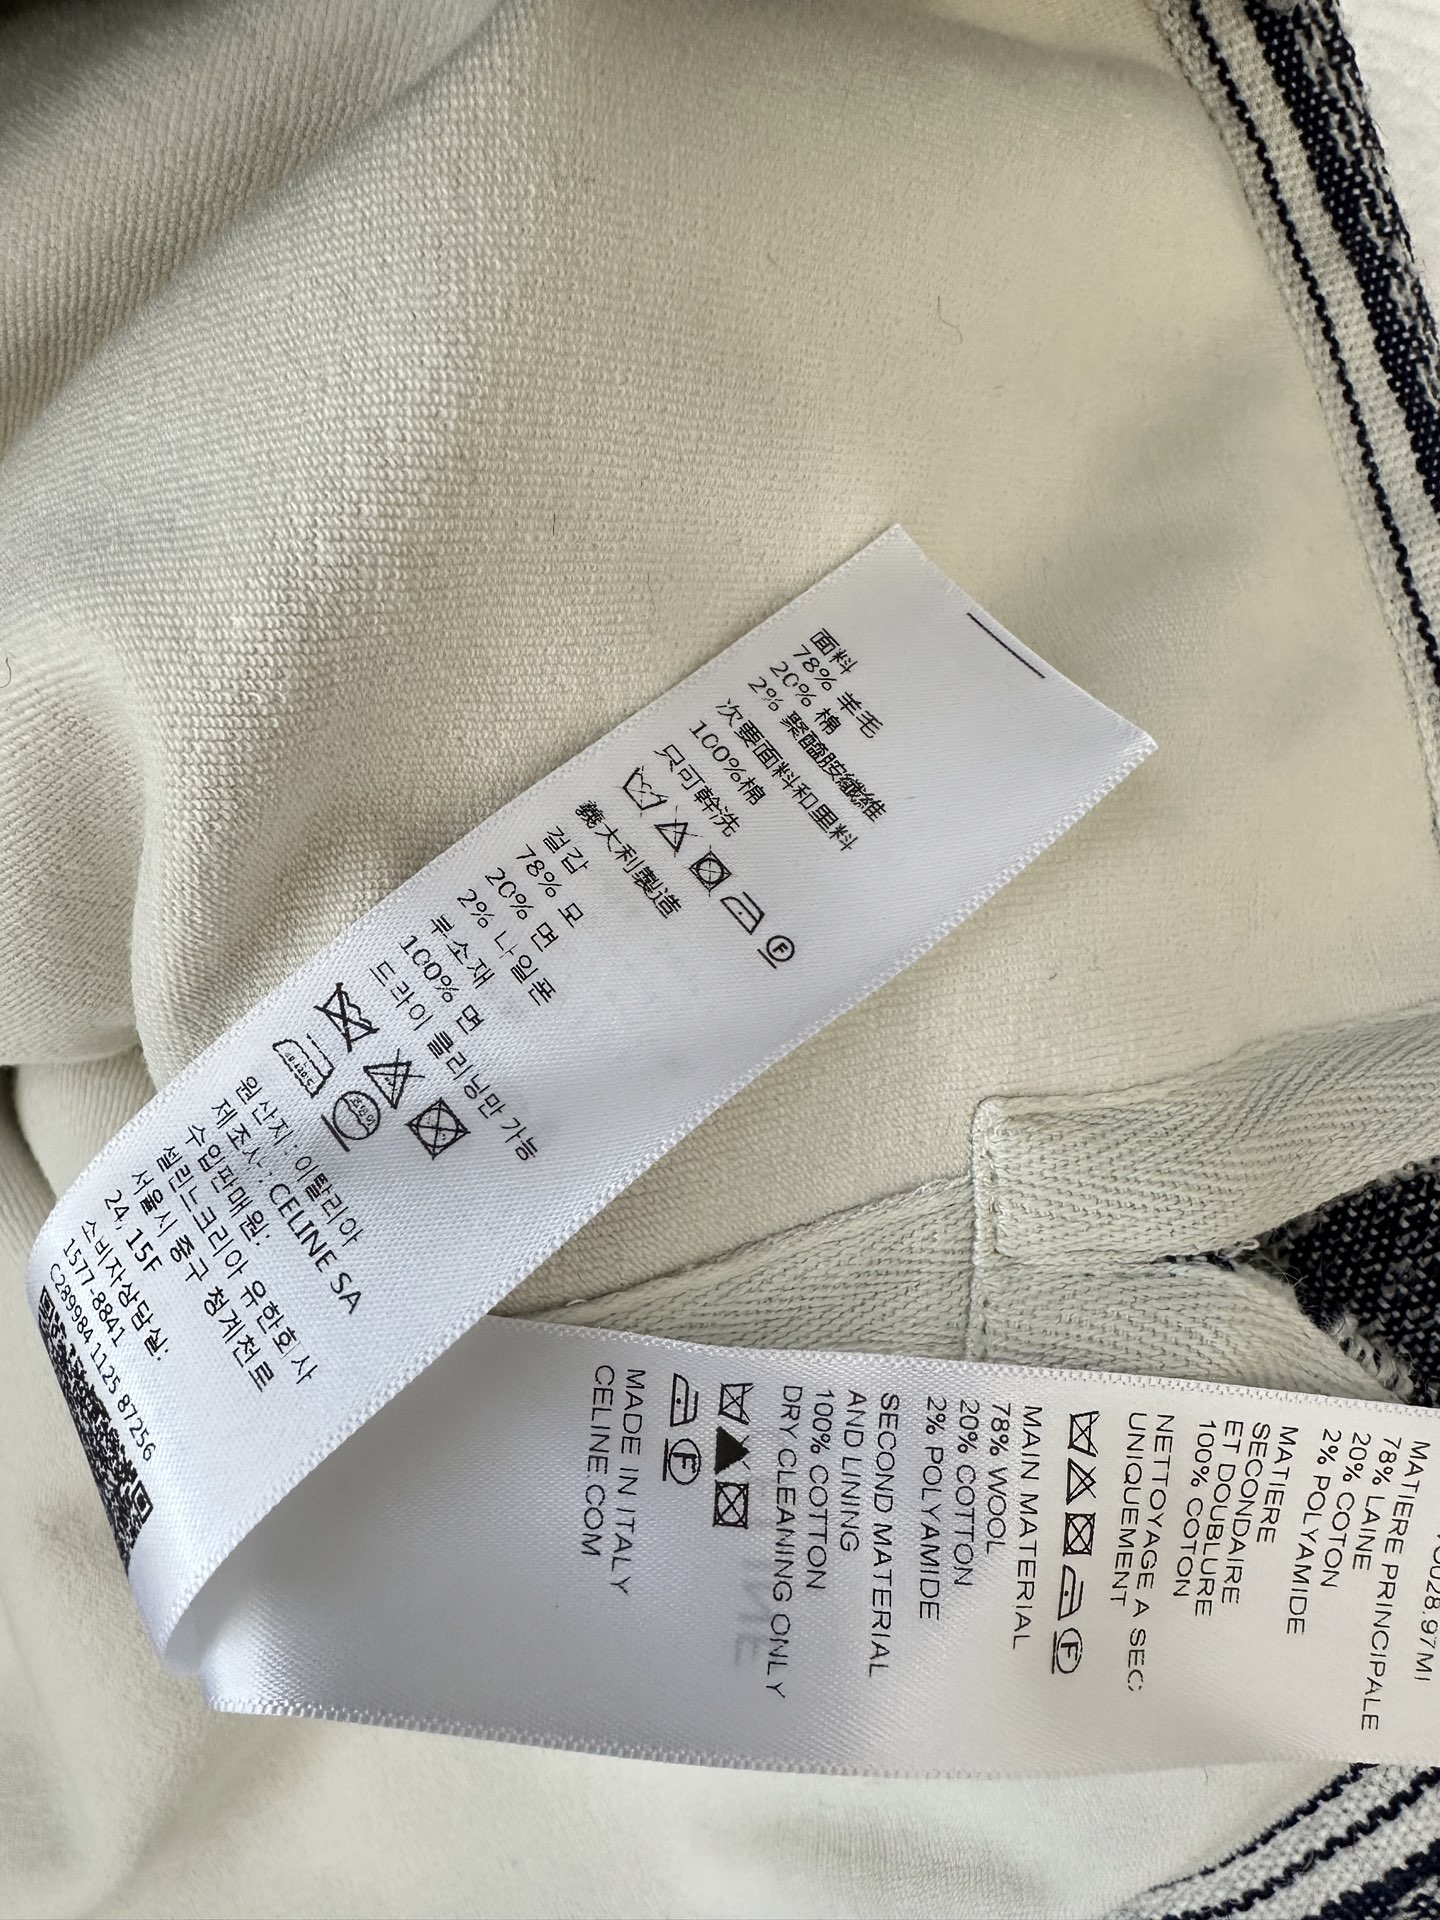 面料
78% 羊毛
20% 棉
2% 聚醯胺纖維
次要面料和里料
100%棉
只可幹洗
義大利製造
겉감
78% 모
20% 면
2% 나일론
부소재
100% 면
드라이 클리닝만 가능
원산지: 이탈리아
제조사: CELINE SA
수입판매원:
셀린느코리아 유한회사
서울시 중구 청계천로
24, 15F
소비자상담실:
1577-8841
C289984 1125 87256
MATIERE PRINCIPALE
78% LAINE
20% COTON
2% POLYAMIDE
MATIERE
SECONDAIRE
ET DOUBLURE
100% COTON
NETTOYAGE A SEC
UNIQUEMENT
F
MAIN MATERIAL
78% WOOL
20% COTTON
2% POLYAMIDE
SECOND MATERIAL
AND LINING
100% COTTON
DRY CLEANING ONLY
F
MADE IN ITALY
CELINE.COM